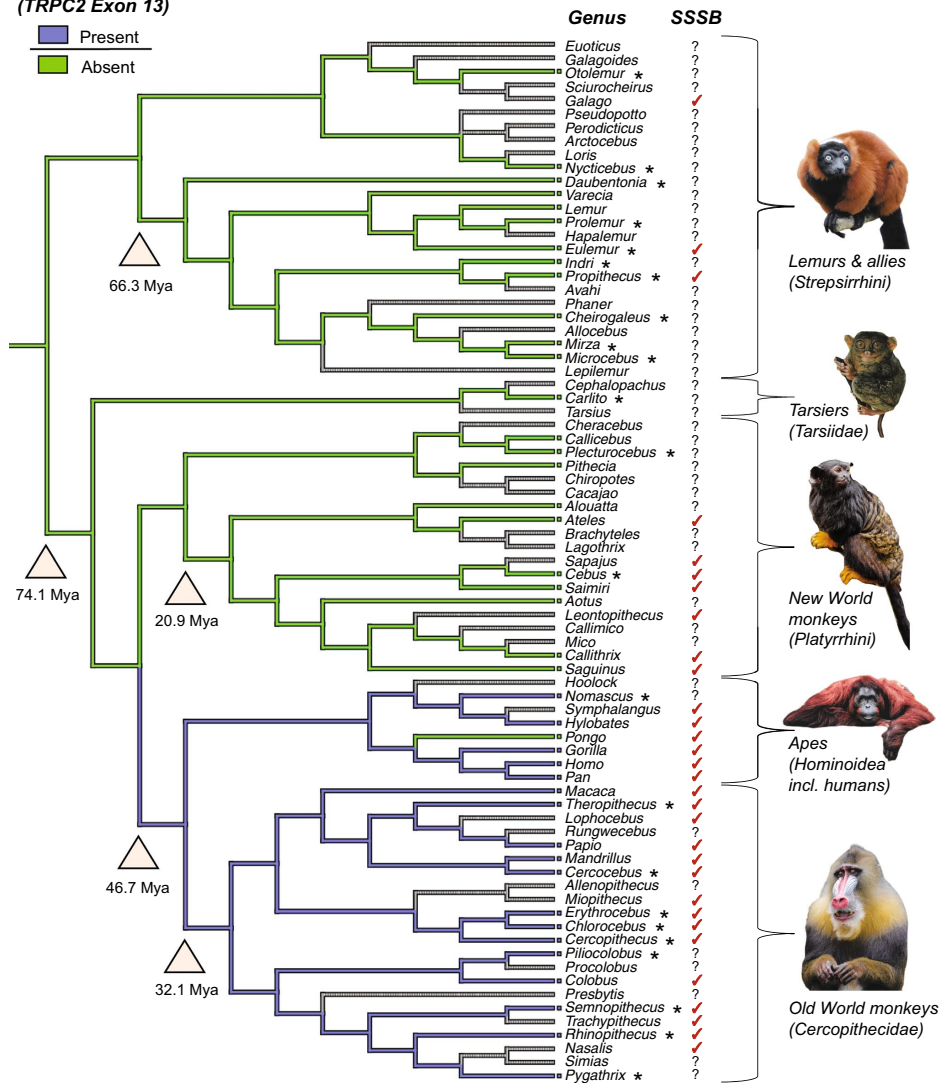 (TRPC2 Exon 13)
Present
Absent
Genus SSSB
Euoticus ?
Galagoides ?
Otolemur * ?
Sciurocheirus ?
Galago ✓
Pseudopotto ?
Perodicticus ?
Arctocebus ?
Loris ?
Nycticebus * ?
Daubentonia * ?
Varecia ?
Lemur ?
Prolemur * ?
Hapalemur ?
Eulemur * ✓
Indri * ?
Propithecus * ✓
Avahi ?
Phaner ?
Cheirogaleus * ?
Allocebus ?
Mirza * ?
Microcebus * ?
Lepilemur ?
Cephalopachus ?
Carlito * ?
Tarsius ?
Cheracebus ?
Callicebus ?
Plecturocebus * ?
Pithecia ?
Chiropotes ?
Cacajao ?
Alouatta ?
Ateles ✓
Brachyteles ?
Lagothrix ?
Sapajus ✓
Cebus * ✓
Saimiri ✓
Aotus ?
Leontopithecus ✓
Callimico ?
Mico ?
Callithrix ✓
Saguinus ✓
Hoolock ?
Nomascus * ?
Symphalangus ✓
Hylobates ✓
Pongo ✓
Gorilla ✓
Homo ✓
Pan ✓
Macaca ✓
Theropithecus * ✓
Lophocebus ✓
Rungwecebus ?
Papio ✓
Mandrillus ✓
Cercocebus * ✓
Allenopithecus ?
Miopithecus ✓
Erythrocebus * ✓
Chlorocebus * ✓
Cercopithecus * ✓
Piliocolobus * ?
Procolobus ?
Colobus ✓
Presbytis ?
Semnopithecus * ✓
Trachypithecus ✓
Rhinopithecus * ✓
Nasalis ✓
Simias ?
Pygathrix * ?
66.3 Mya
74.1 Mya
20.9 Mya
46.7 Mya
32.1 Mya
Lemurs & allies
(Strepsirrhini)
Tarsiers
(Tarsiidae)
New World
monkeys
(Platyrrhini)
Apes
(Hominoidea
incl. humans)
Old World monkeys
(Cercopithecidae)